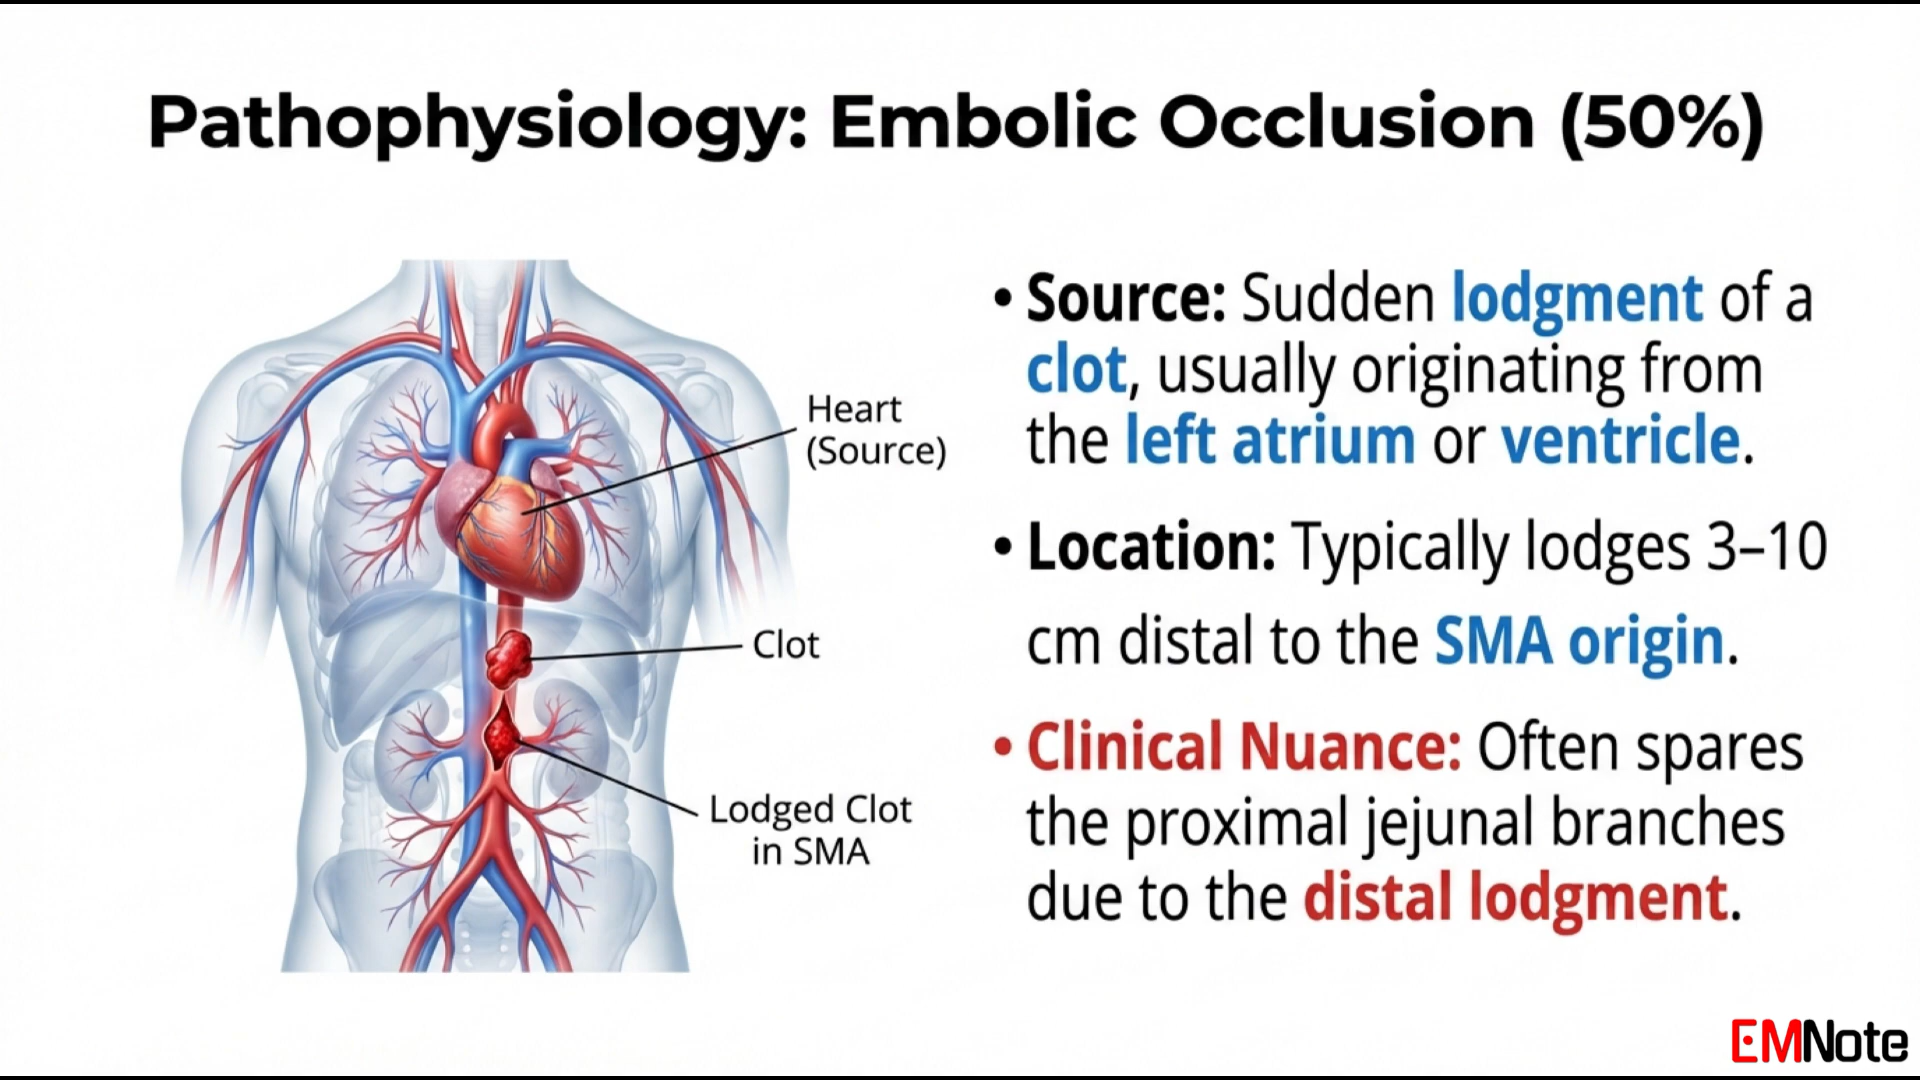 Pathophysiology: Embolic Occlusion (50%)
Heart
(Source)
Clot
Lodged Clot
in SMA
• Source: Sudden lodgment of a
clot, usually originating from
the left atrium or ventricle.
• Location: Typically lodges 3–10
cm distal to the SMA origin.
• Clinical Nuance: Often spares
the proximal jejunal branches
due to the distal lodgment.
EMNote